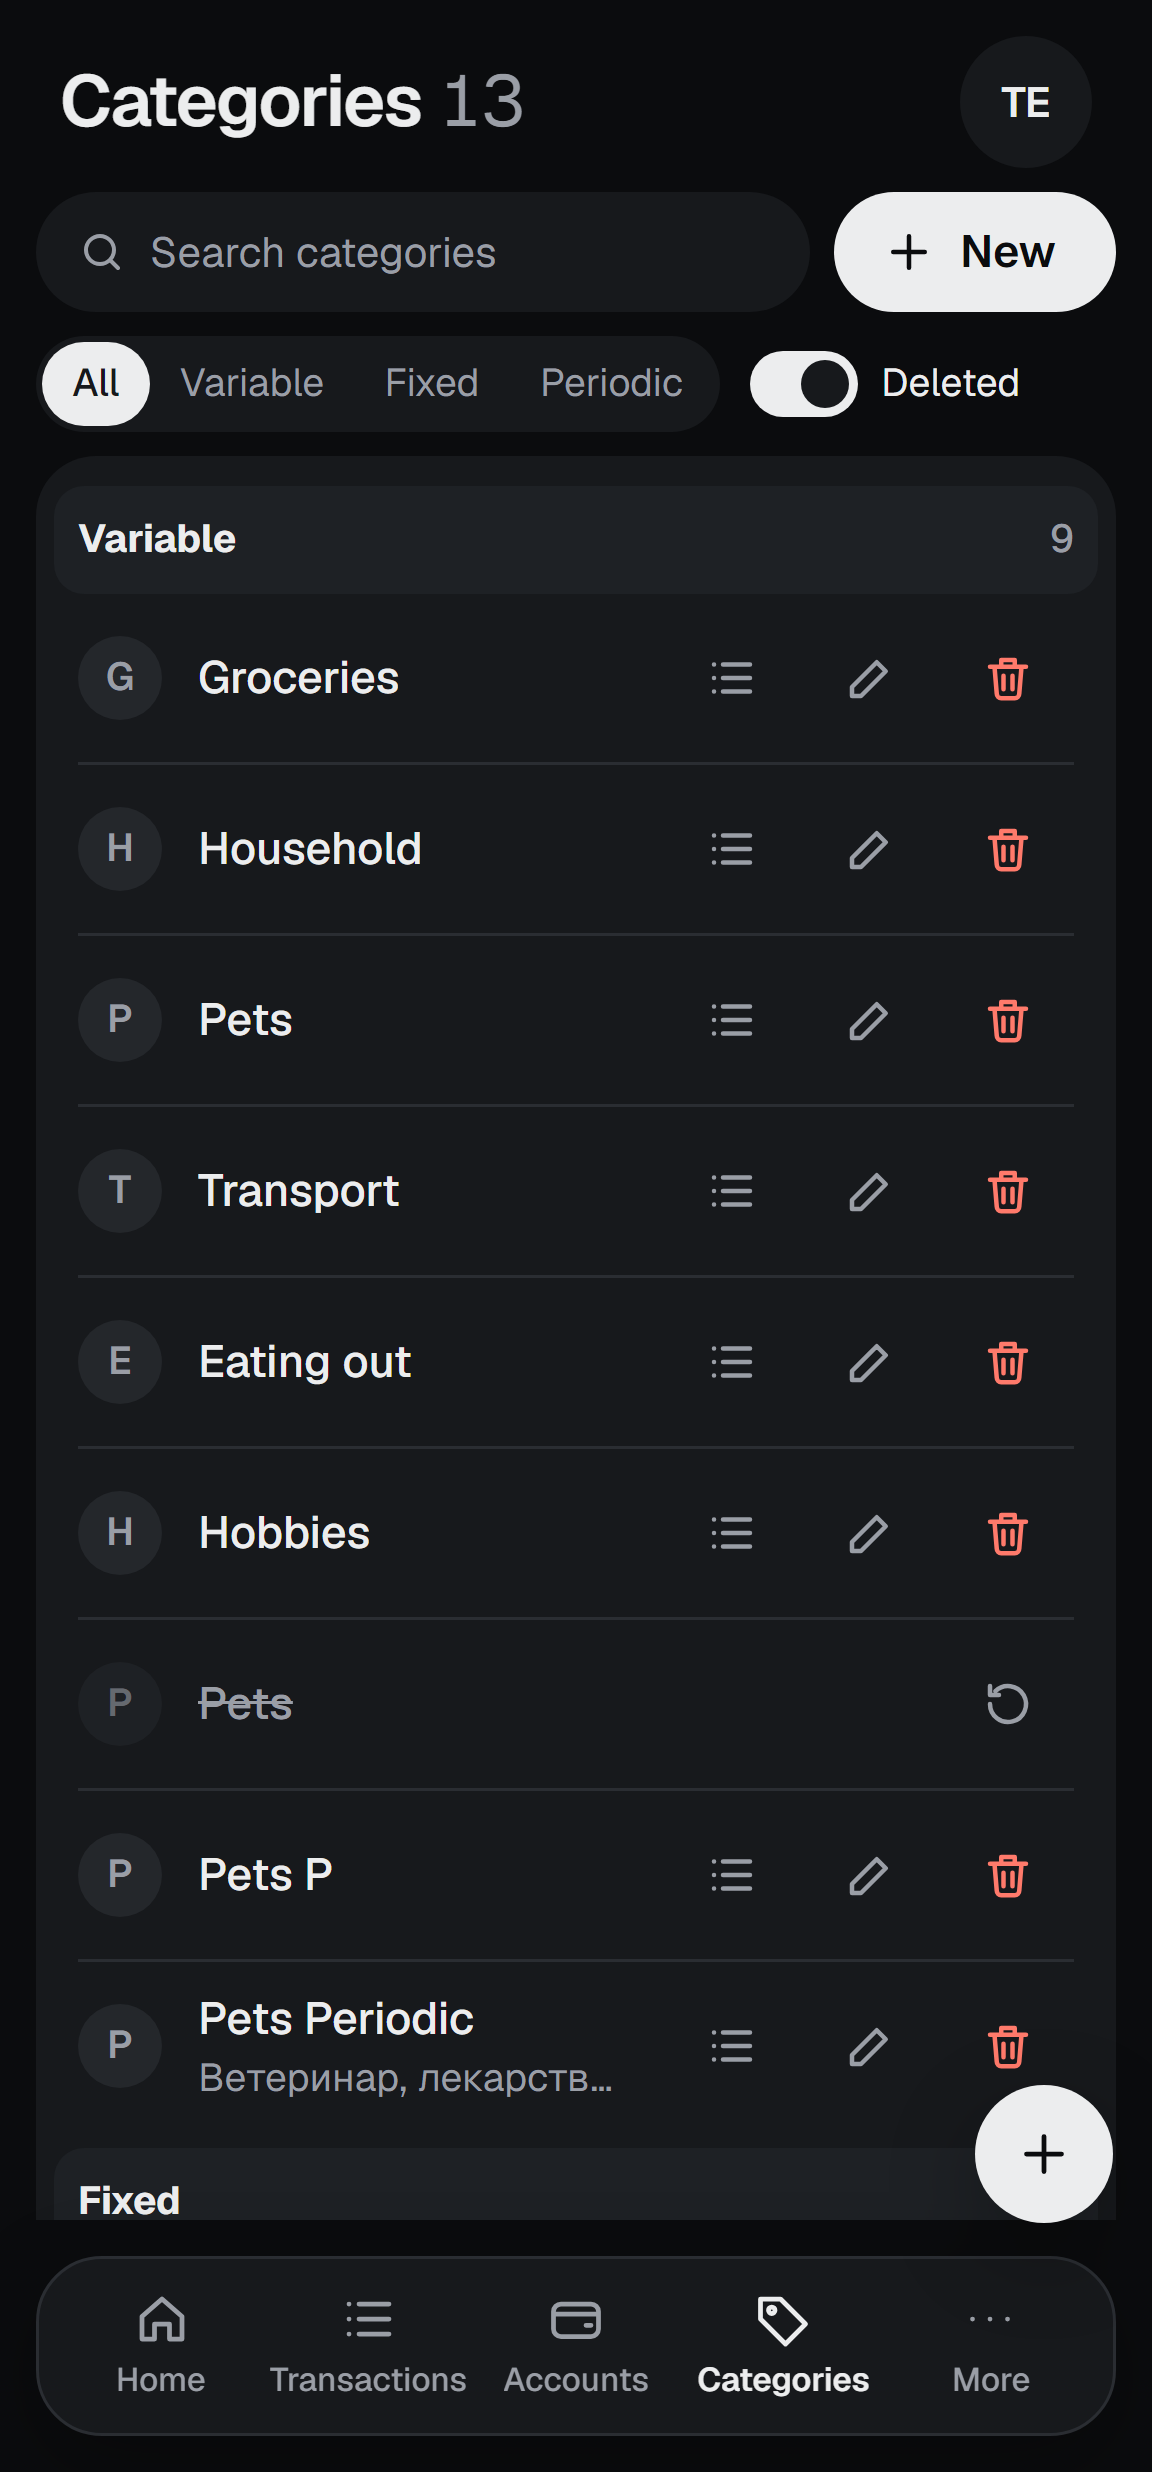 Categories 13
TE
Search categories
New
All
Variable
Fixed
Periodic
Deleted
Variable
9
G
Groceries
H
Household
P
Pets
T
Transport
E
Eating out
H
Hobbies
P
Pets
P
Pets P
P
Pets Periodic
Ветеринар, лекарств...
Fixed
Home
Transactions
Accounts
Categories
More